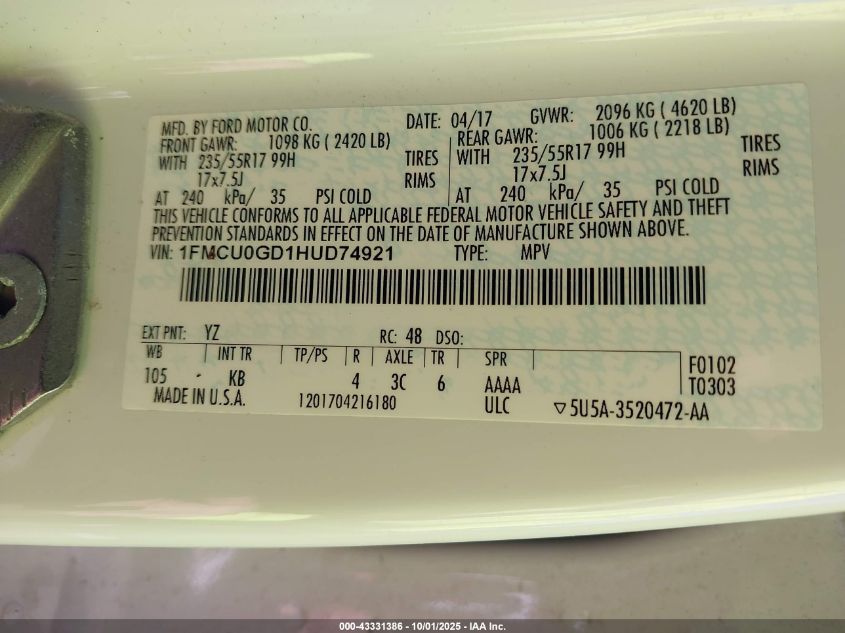 MFD. BY FORD MOTOR CO. DATE: 04/17 GVWR: 2096 KG ( 4620 LB)
FRONT GAWR: 1098 KG ( 2420 LB) REAR GAWR: 1006 KG ( 2218 LB)
WITH 235/55R17 99H TIRES WITH 235/55R17 99H TIRES
17x7.5J RIMS 17x7.5J RIMS
AT 240 kPa/ 35 PSI COLD AT 240 kPa/ 35 PSI COLD
THIS VEHICLE CONFORMS TO ALL APPLICABLE FEDERAL MOTOR VEHICLE SAFETY AND THEFT
PREVENTION STANDARDS IN EFFECT ON THE DATE OF MANUFACTURE SHOWN ABOVE.
VIN: 1FMCU0GD1HUD74921 TYPE: MPV
EXT PNT: YZ RC: 48 DSO:
WB INT TR TP/PS R AXLE TR SPR F0102
105 - KB 4 3C 6 AAAA T0303
MADE IN U.S.A. 1201704216180 ULC ▽5U5A-3520472-AA
000-43331386 - 10/01/2025 - IAA Inc.